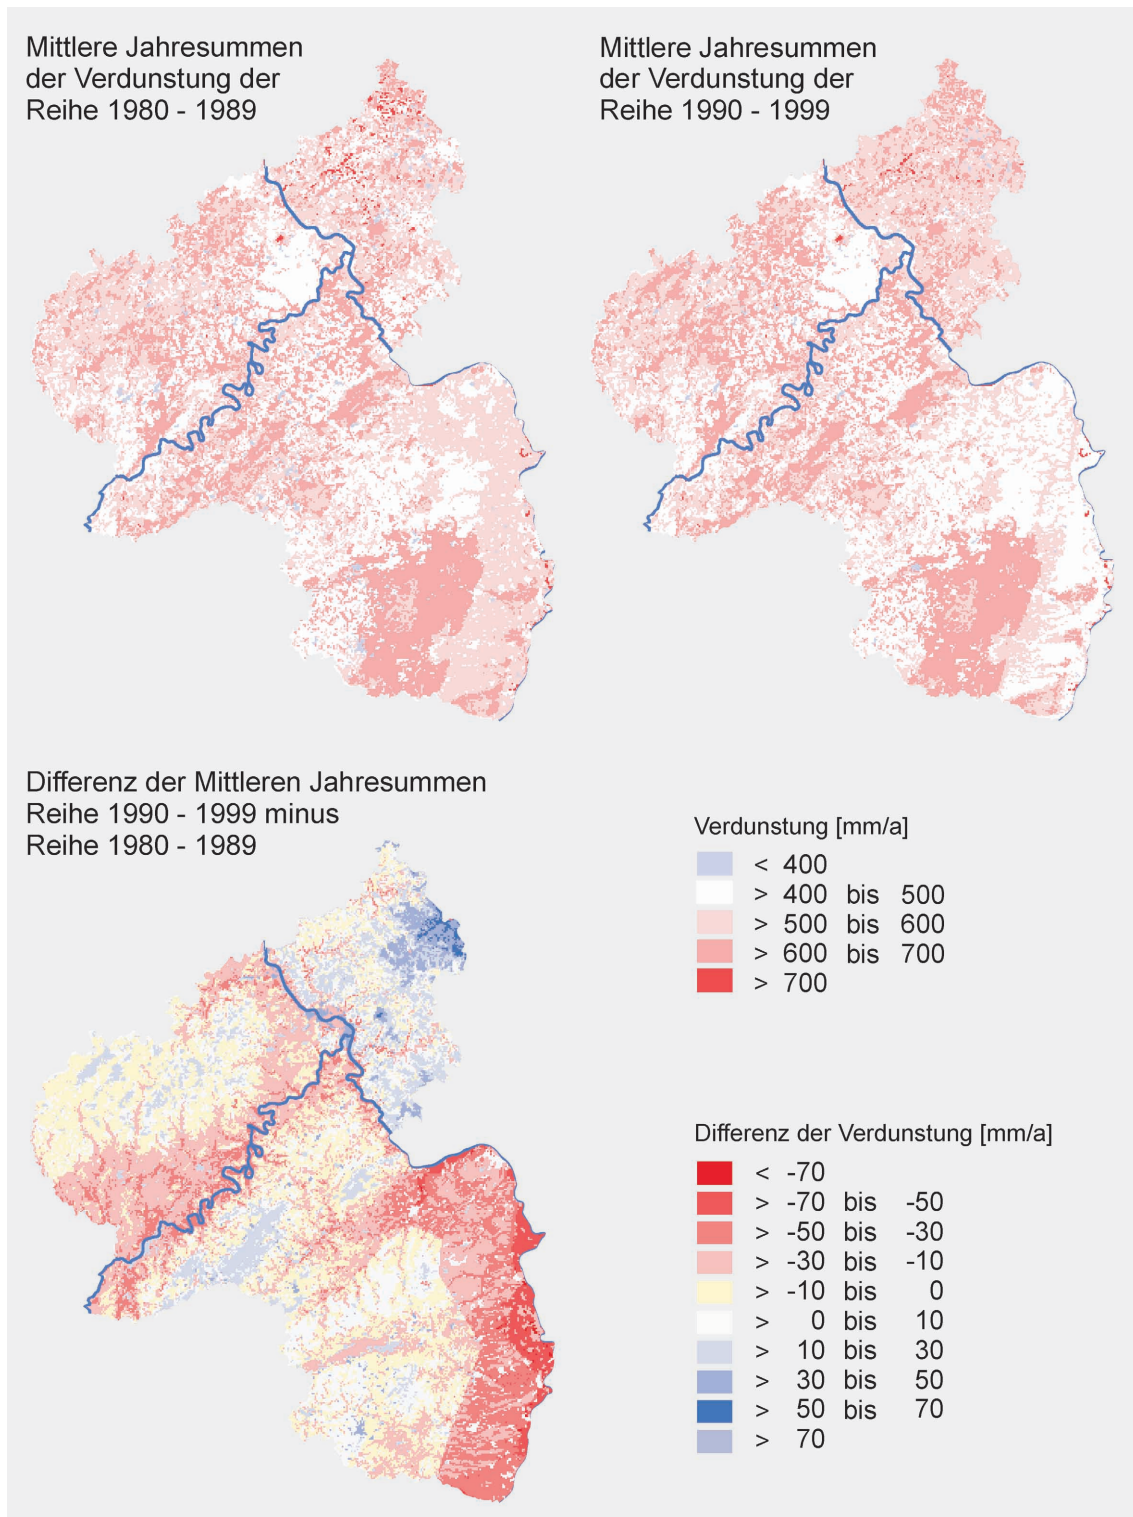 Mittlere Jahresummen
der Verdunstung der
Reihe 1980 - 1989
Mittlere Jahresummen
der Verdunstung der
Reihe 1990 - 1999
Differenz der Mittleren Jahresummen
Reihe 1990 - 1999 minus
Reihe 1980 - 1989
Verdunstung [mm/a]
< 400
> 400 bis 500
> 500 bis 600
> 600 bis 700
> 700
Differenz der Verdunstung [mm/a]
< -70
> -70 bis -50
> -50 bis -30
> -30 bis -10
> -10 bis 0
> 0 bis 10
> 10 bis 30
> 30 bis 50
> 50 bis 70
> 70